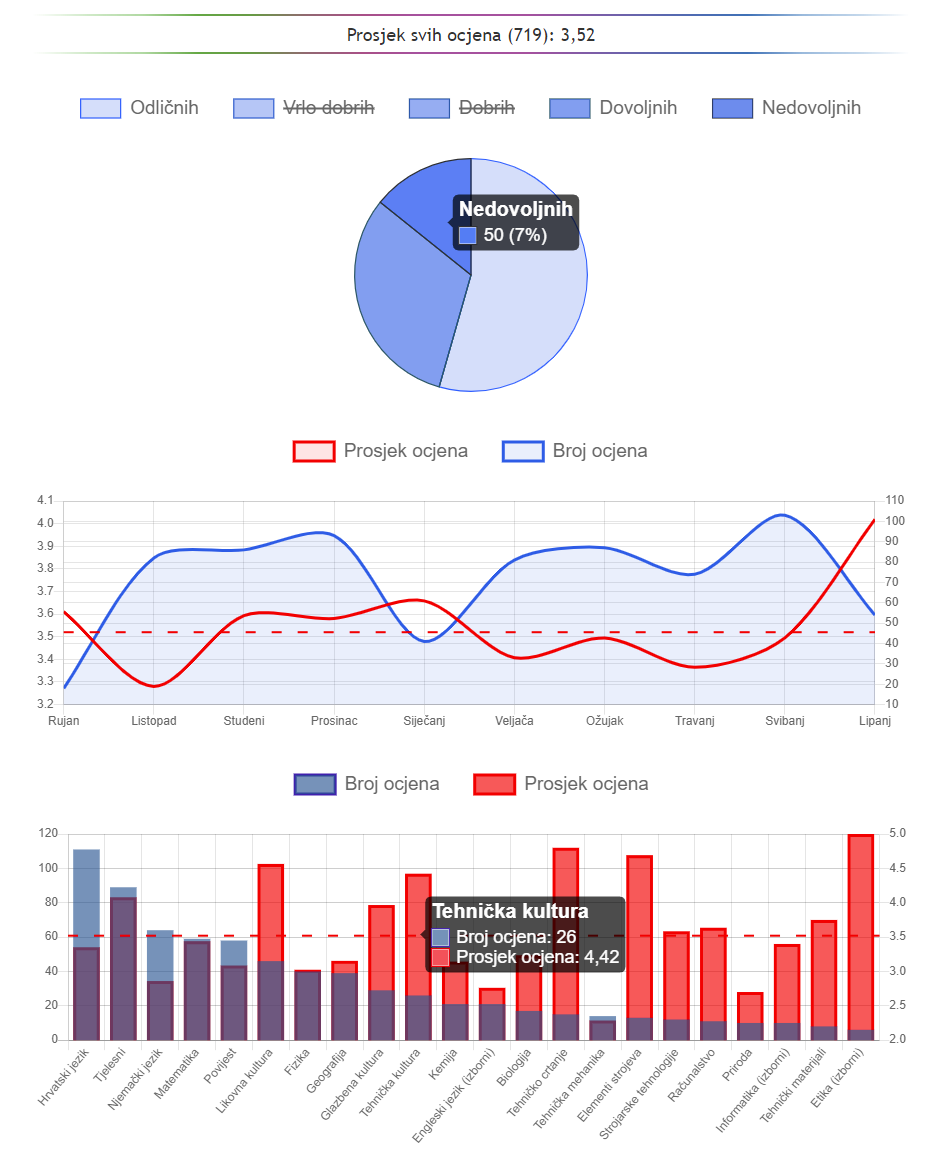 Prosjek svih ocjena (719): 3,52
Odličnih Vrlo dobrih Dobrih Dovoljnih Nedovoljnih
Nedovoljnih
50 (7%)
Prosjek ocjena Broj ocjena
4.1
4.0
3.9
3.8
3.7
3.6
3.5
3.4
3.3
3.2
110
100
90
80
70
60
50
40
30
20
10
Rujan Listopad Studeni Prosinac Siječanj Veljača Ožujak Travanj Svibanj Lipanj
Broj ocjena Prosjek ocjena
120
100
80
60
40
20
0
5.0
4.5
4.0
3.5
3.0
2.5
2.0
Tehnička kultura
Broj ocjena: 26
Prosjek ocjena: 4,42
Hrvatski jezik
Tjelesni
Njemački jezik
Matematika
Povijest
Likovna kultura
Fizika
Geografija
Glazbena kultura
Tehnička kultura
Kemija
Engleski jezik (izborni)
Biologija
Tehničko crtanje
Tehnička mehanika
Elementi strojeva
Strojarske tehnologije
Računalstvo
Priroda
Informatika (izborni)
Tehnički materijali
Etika (izborni)